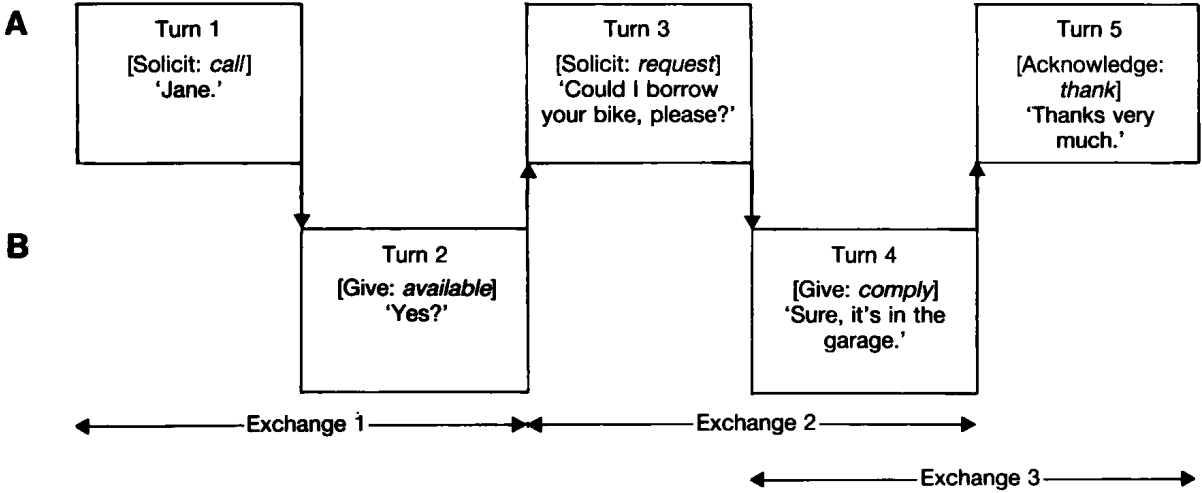 A
Turn 1
[Solicit: call]
‘Jane.’
Turn 3
[Solicit: request]
‘Could I borrow
your bike, please?’
Turn 5
[Acknowledge:
thank]
‘Thanks very
much.’
B
Turn 2
[Give: available]
‘Yes?’
Turn 4
[Give: comply]
‘Sure, it's in the
garage.’
Exchange 1
Exchange 2
Exchange 3